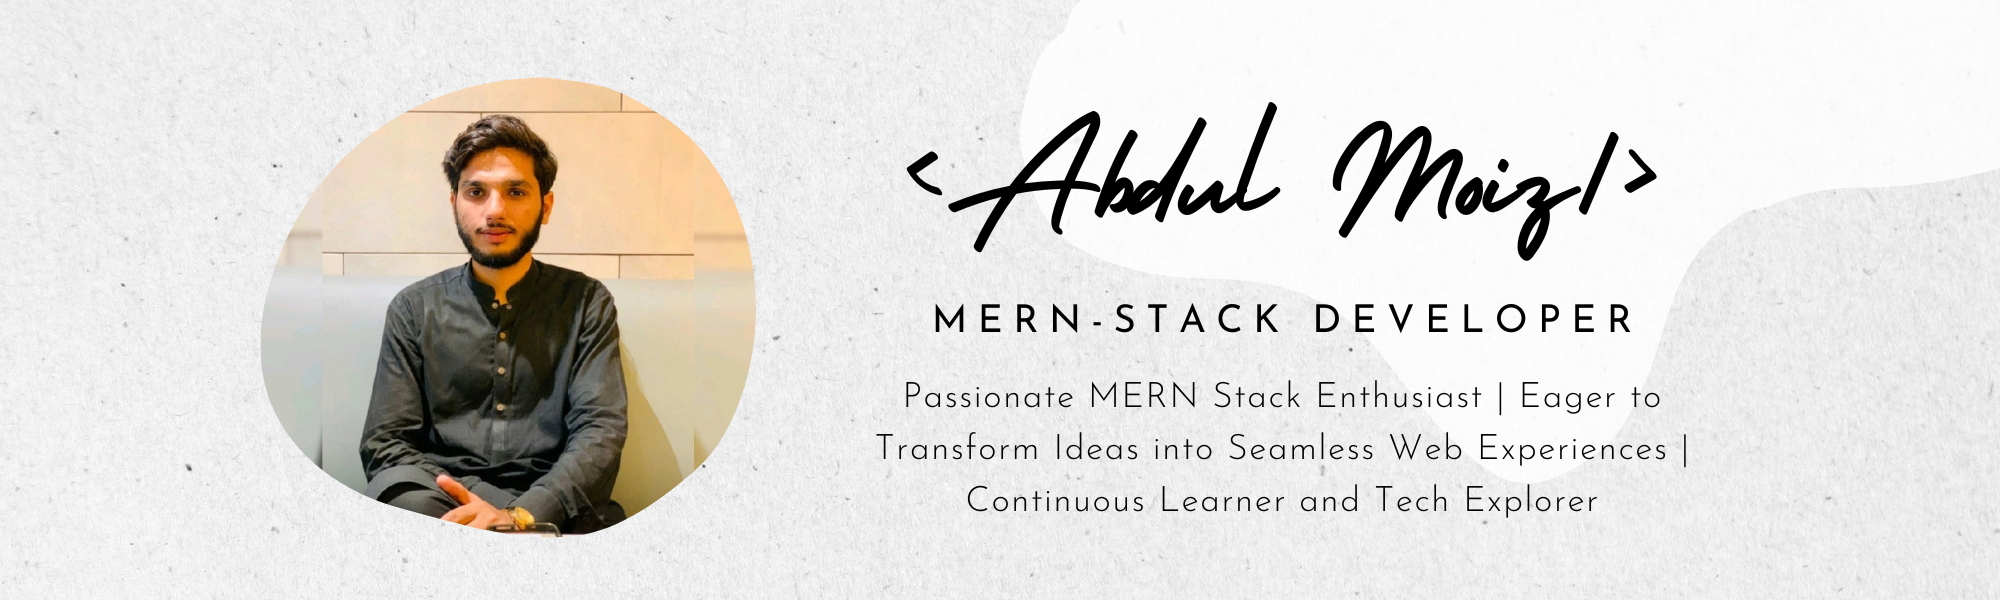 <Abdul Moiz/>
MERN-STACK DEVELOPER
Passionate MERN Stack Enthusiast | Eager to
Transform Ideas into Seamless Web Experiences |
Continuous Learner and Tech Explorer